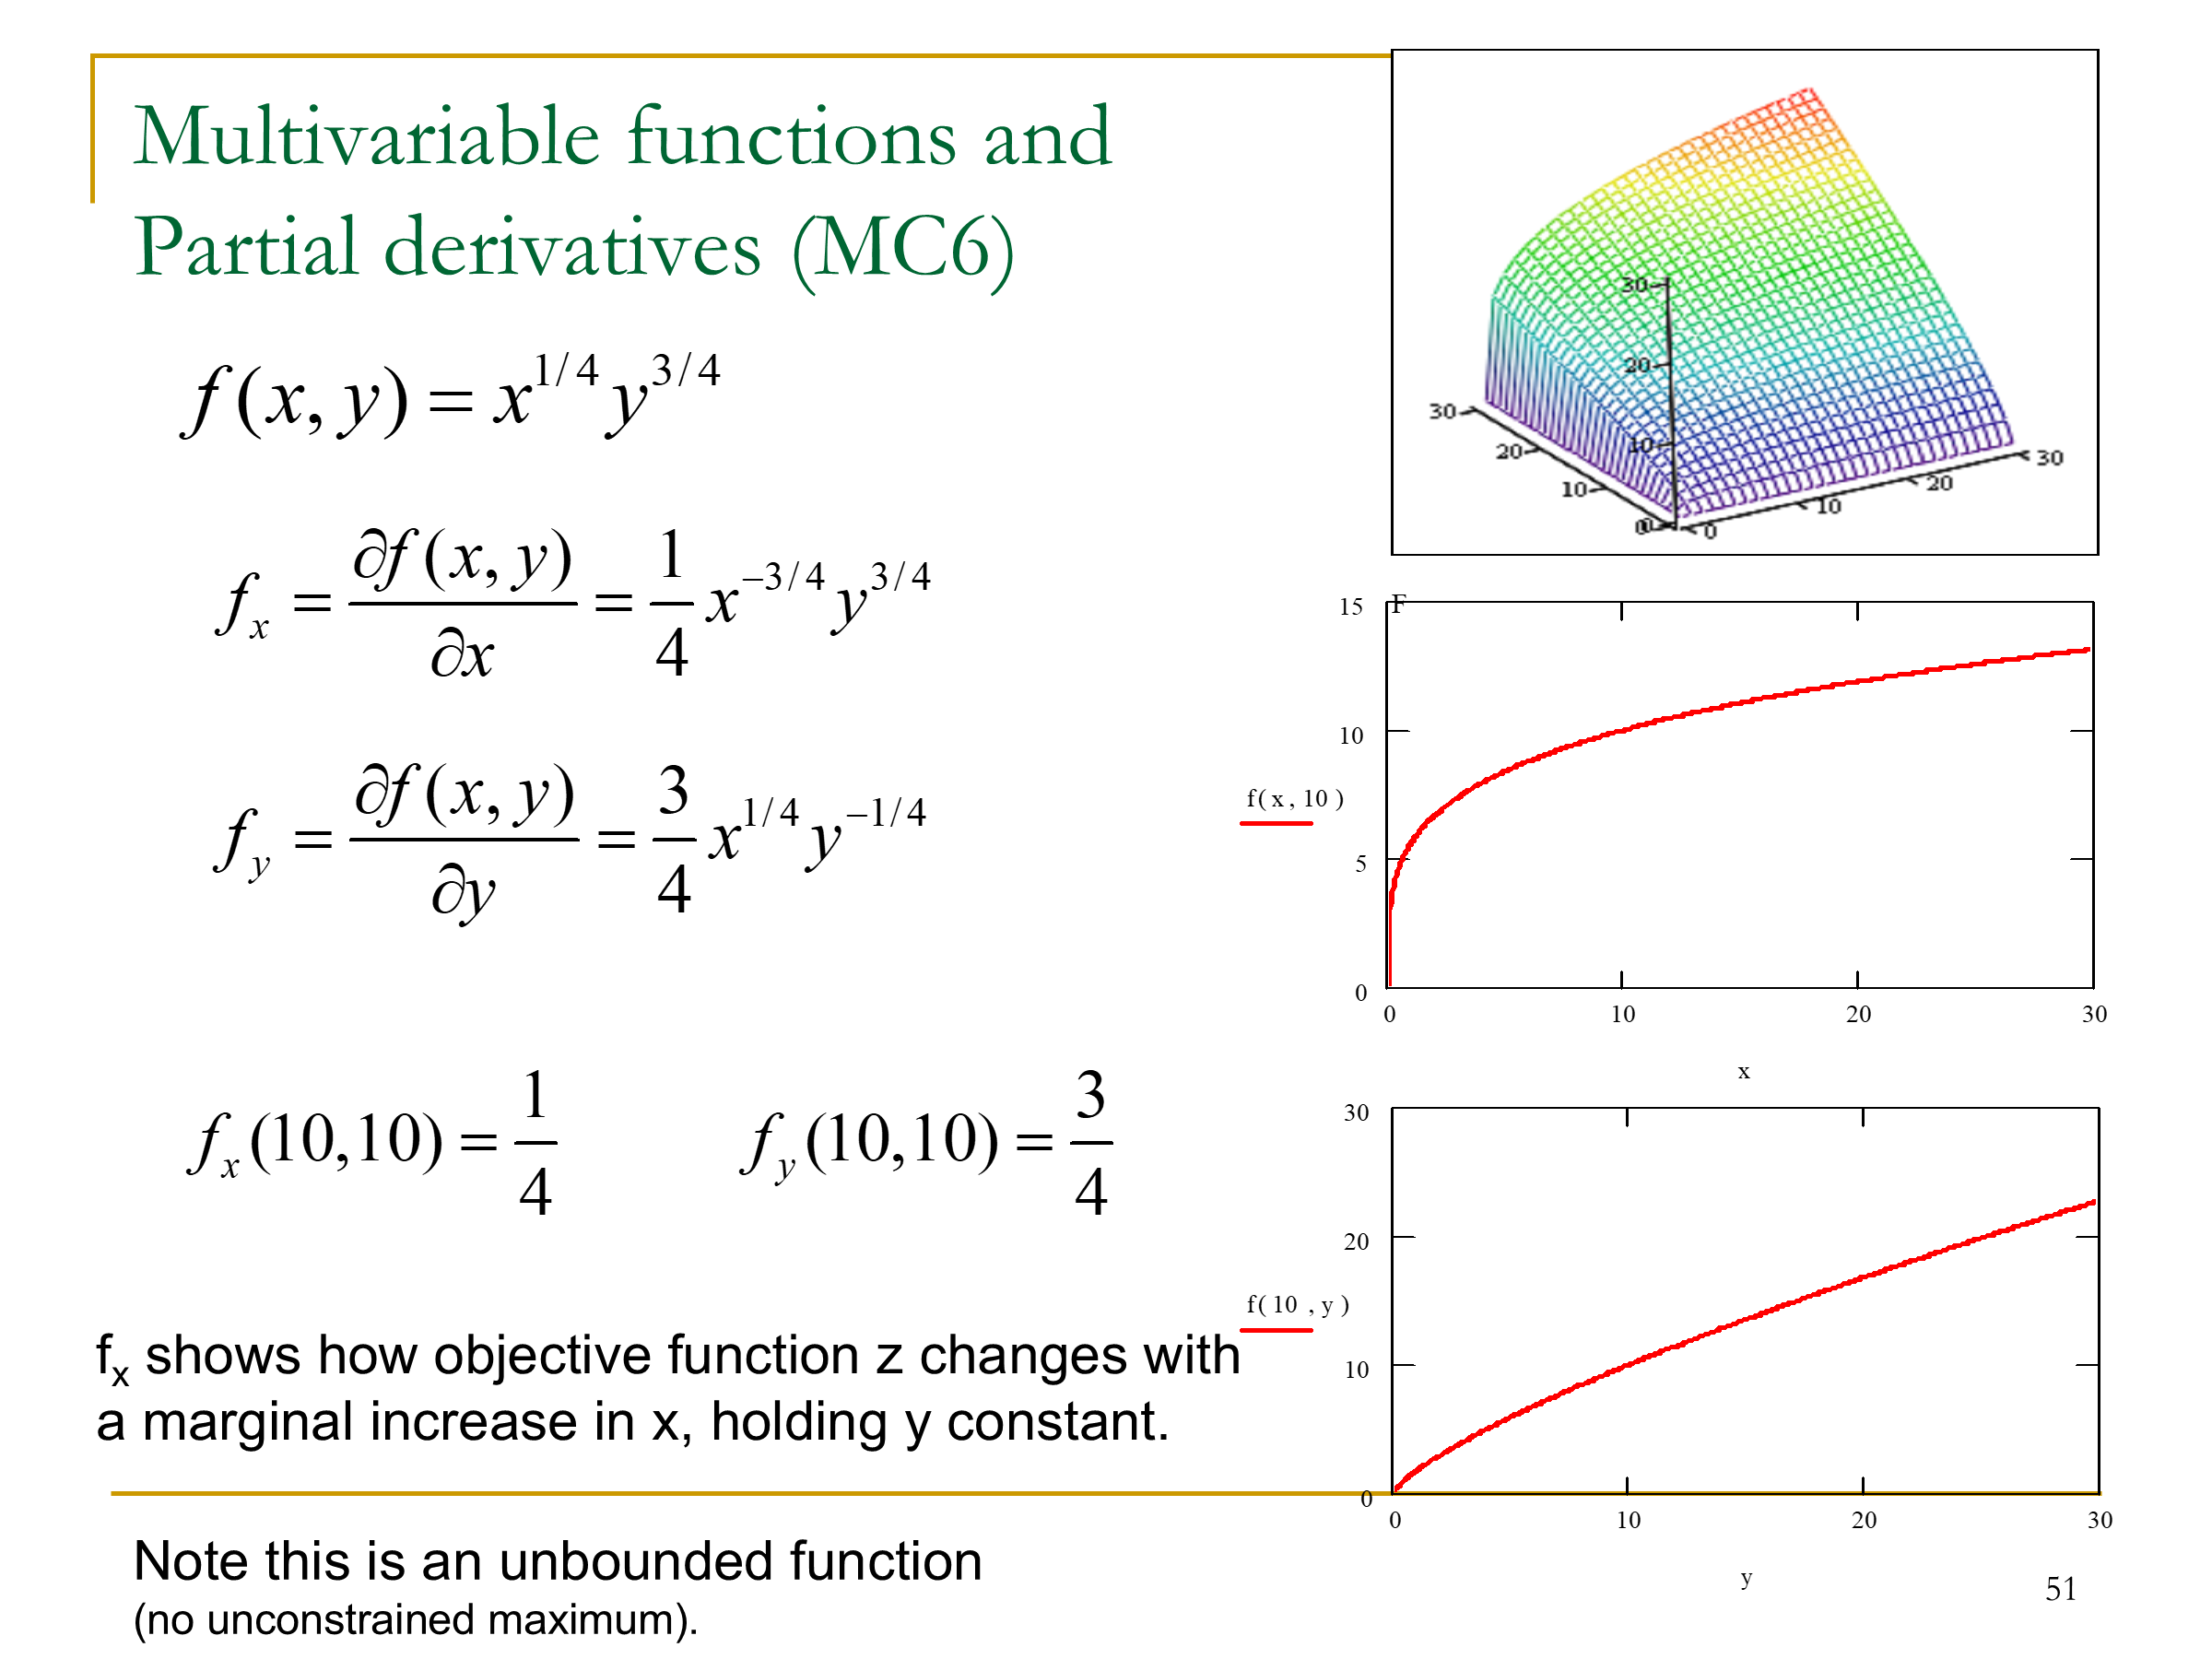 Multivariable functions and
Partial derivatives (MC6)
f(x, y) = x^{1/4} y^{3/4}
f_x = ∂f(x, y)/∂x = 1/4 x^{−3/4} y^{3/4}
f_y = ∂f(x, y)/∂y = 3/4 x^{1/4} y^{−1/4}
f_x(10,10) = 1/4
f_y(10,10) = 3/4
f_x shows how objective function z changes with
a marginal increase in x, holding y constant.
Note this is an unbounded function
(no unconstrained maximum).
30
20
10
0
30
20
10
0
0
10
20
30
F
15
10
5
0
f( x , 10 )
0
10
20
30
x
30
20
10
0
f( 10 , y )
0
10
20
30
y
51